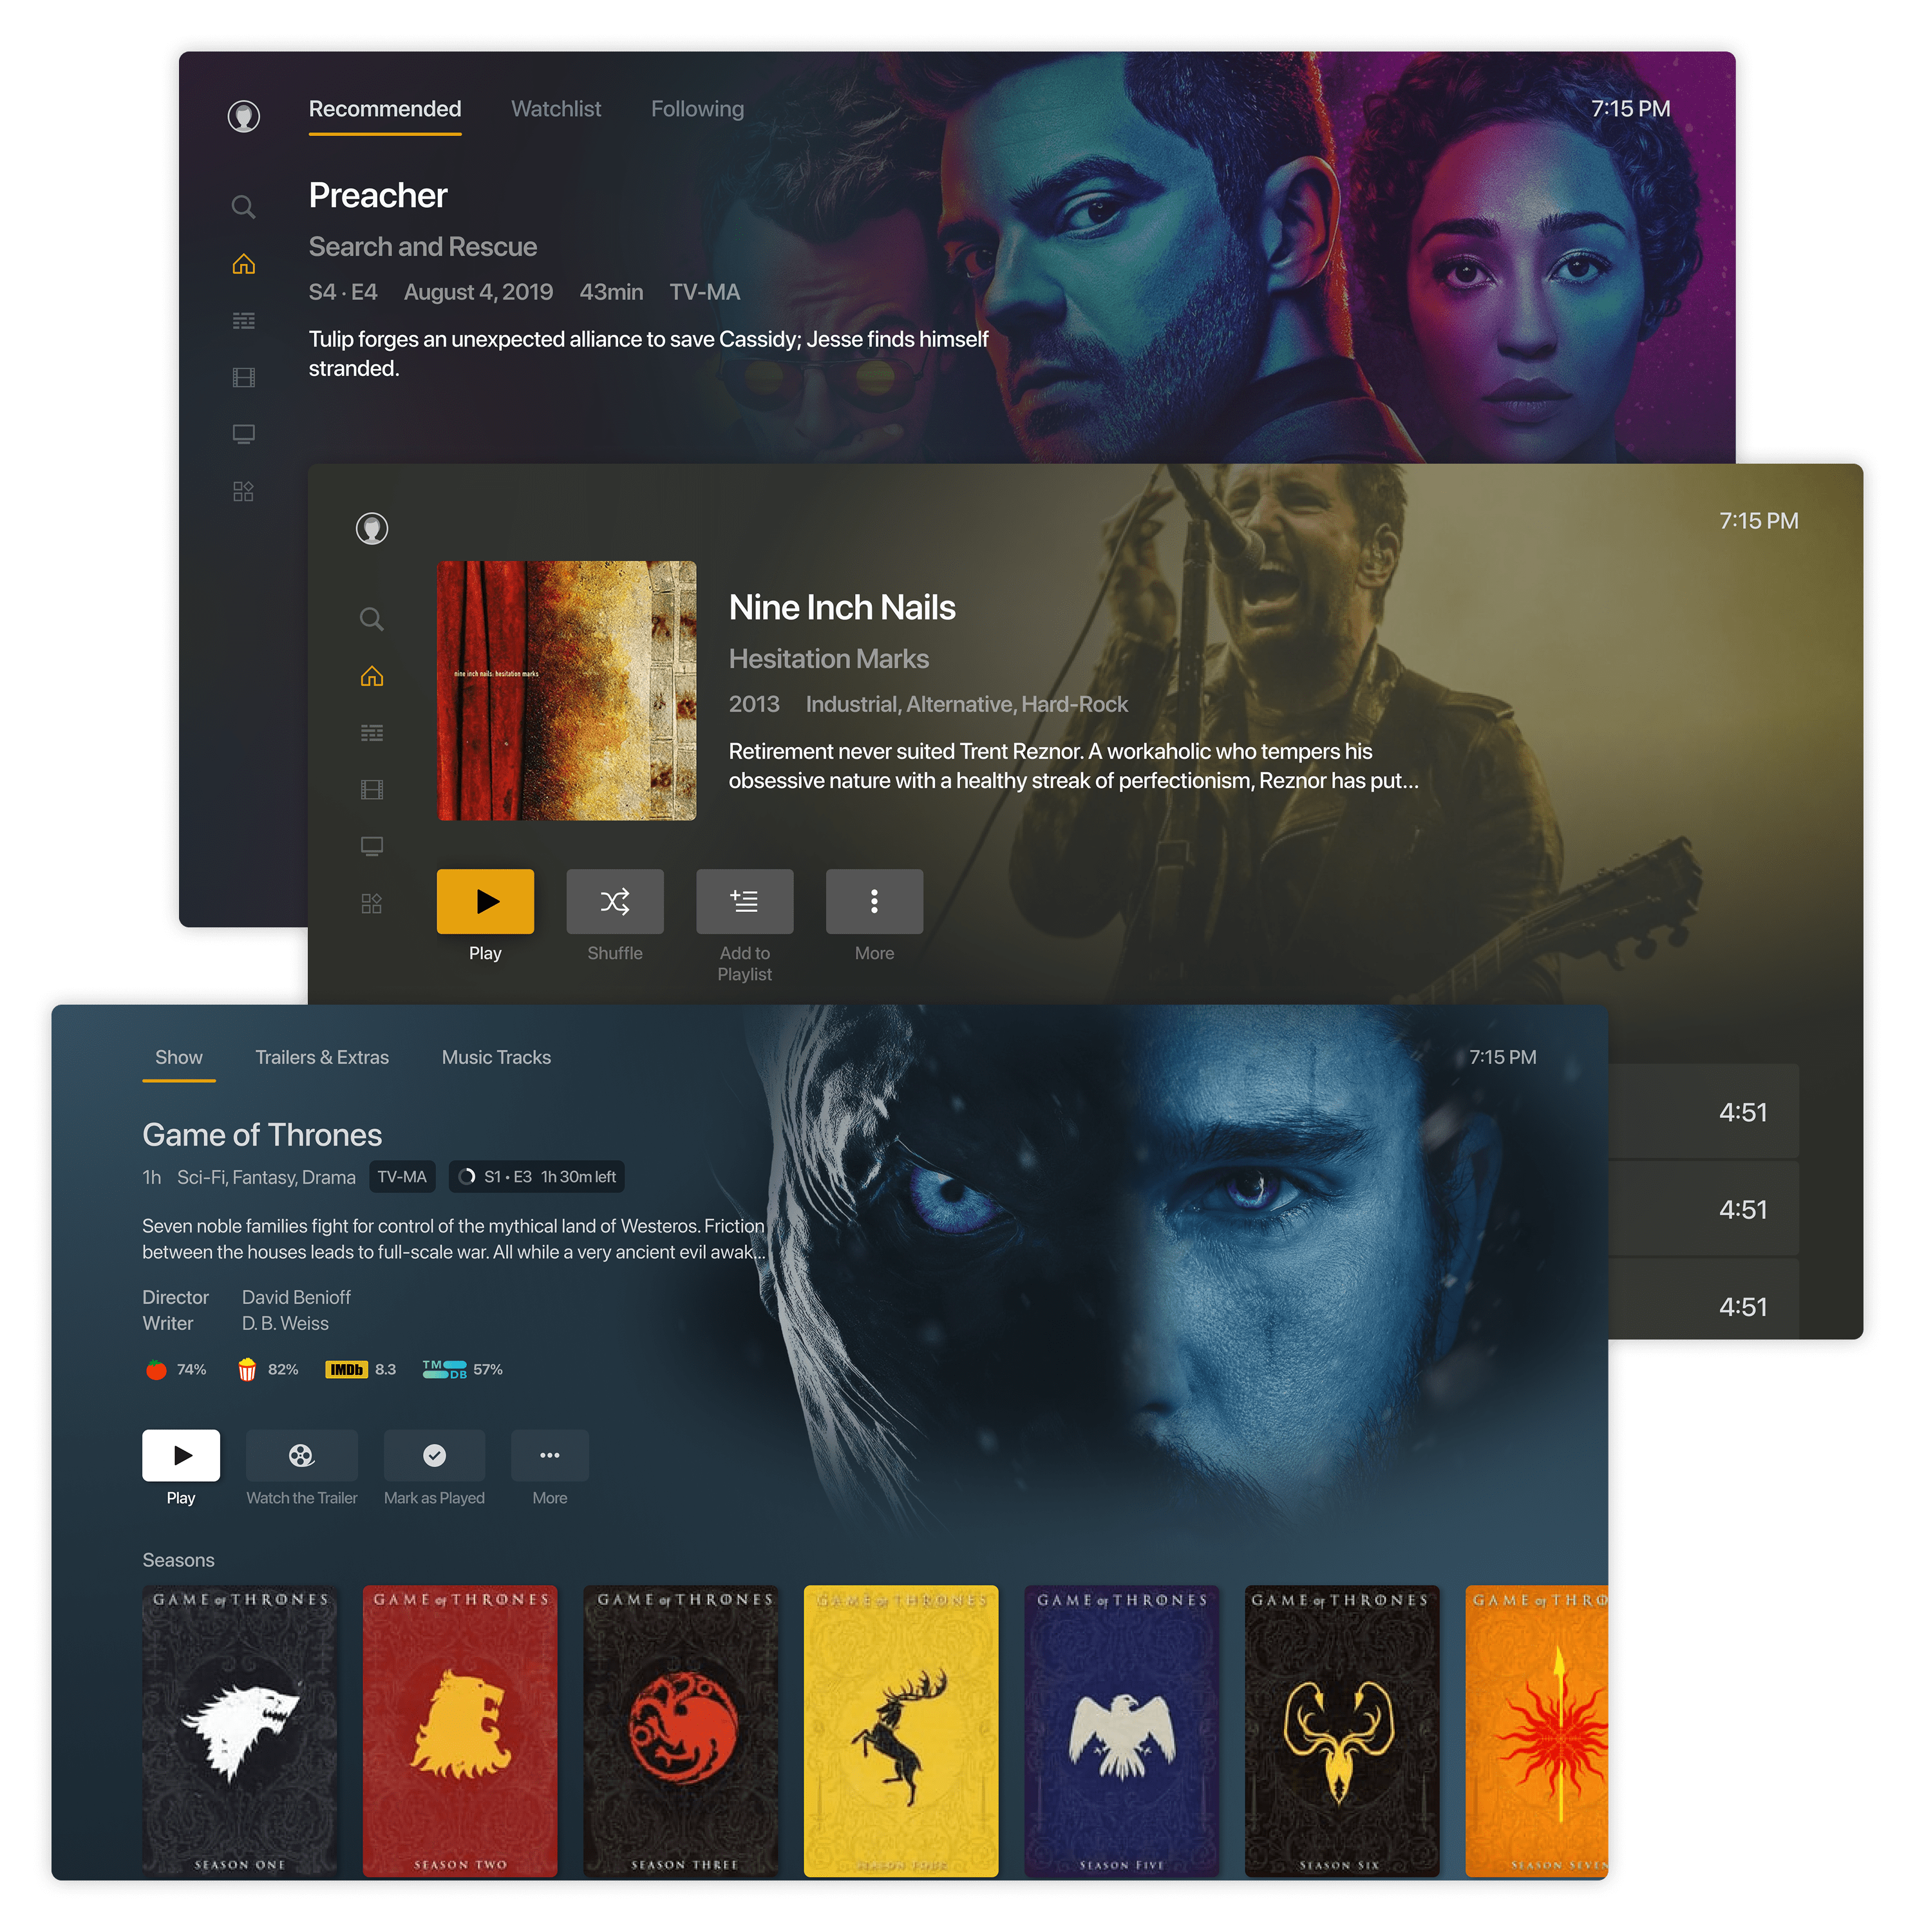 Recommended Watchlist Following 7:15 PM
Preacher
Search and Rescue
S4 · E4 August 4, 2019 43min TV-MA
Tulip forges an unexpected alliance to save Cassidy; Jesse finds himself
stranded.
7:15 PM
nine inch nails: hesitation marks
Nine Inch Nails
Hesitation Marks
2013 Industrial, Alternative, Hard-Rock
Retirement never suited Trent Reznor. A workaholic who tempers his
obsessive nature with a healthy streak of perfectionism, Reznor has put...
Play Shuffle Add to More
Playlist
4:51
4:51
4:51
Show Trailers & Extras Music Tracks 7:15 PM
Game of Thrones
1h Sci-Fi, Fantasy, Drama TV-MA S1 • E3 1h 30m left
Seven noble families fight for control of the mythical land of Westeros. Friction
between the houses leads to full-scale war. All while a very ancient evil awak...
Director David Benioff
Writer D. B. Weiss
74% 82% IMDb 8.3 TMDB 57%
Play Watch the Trailer Mark as Played More
Seasons
GAME of THRONES GAME of THRONES GAME of THRONES GAME of THRONES GAME of THRONES GAME of THRONES GAME of THRO
SEASON ONE SEASON TWO SEASON THREE SEASON FOUR SEASON FIVE SEASON SIX SEASON SEVEN